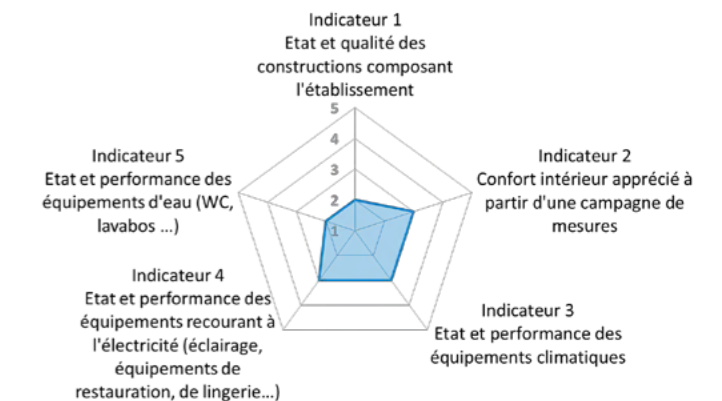 Indicateur 1
Etat et qualité des
constructions composant
l'établissement
5
4
3
2
1
Indicateur 2
Confort intérieur apprécié à
partir d'une campagne de
mesures
Indicateur 3
Etat et performance des
équipements climatiques
Indicateur 4
Etat et performance des
équipements recourant à
l'électricité (éclairage,
équipements de
restauration, de lingerie...)
Indicateur 5
Etat et performance des
équipements d'eau (WC,
lavabos ...)